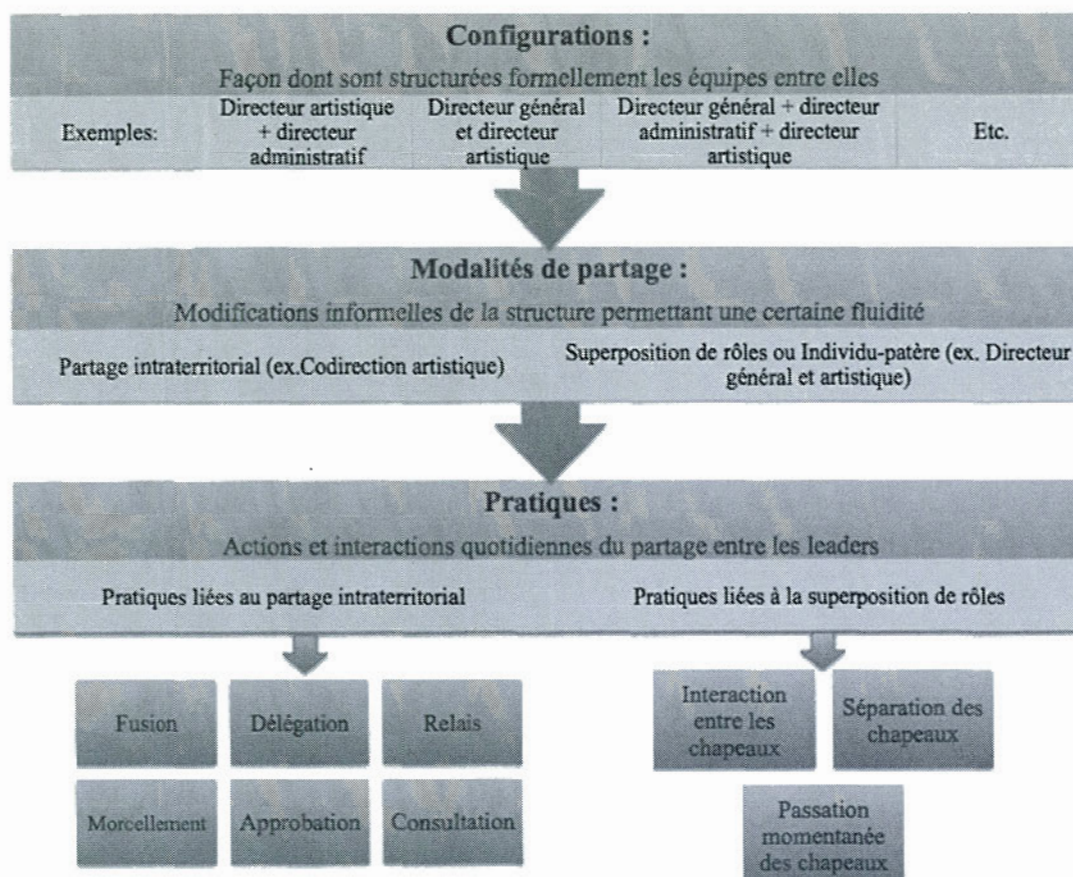 Configurations :
Façon dont sont structurées formellement les équipes entre elles
Exemples:
Directeur artistique
+ directeur
administratif
Directeur général
et directeur
artistique
Directeur général + directeur
administratif + directeur
artistique
Etc.
Modalités de partage :
Modifications informelles de la structure permettant une certaine fluidité
Partage intraterritorial (ex.Codirection artistique)
Superposition de rôles ou Individu-patère (ex. Directeur
général et artistique)
Pratiques :
Actions et interactions quotidiennes du partage entre les leaders
Pratiques liées au partage intraterritorial
Pratiques liées à la superposition de rôles
Fusion
Délégation
Relais
Morcellement
Approbation
Consultation
Interaction
entre les
chapeaux
Séparation des
chapeaux
Passation
momentanée
des chapeaux